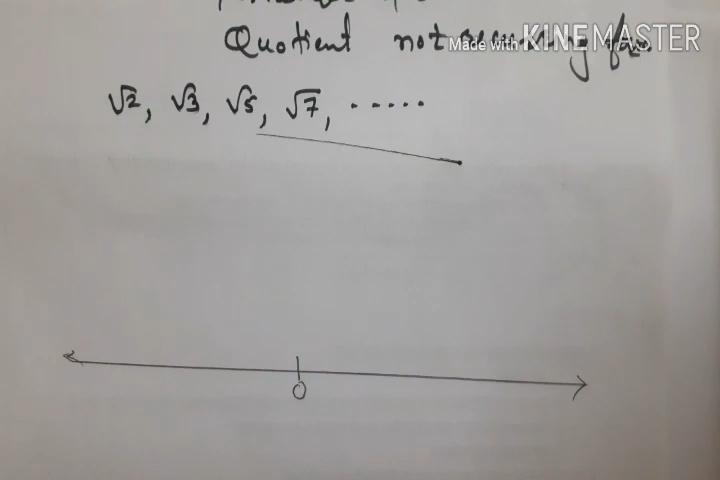 Quotient not
Made with KINEMASTER
√2, √3, √5, √7, ......
0